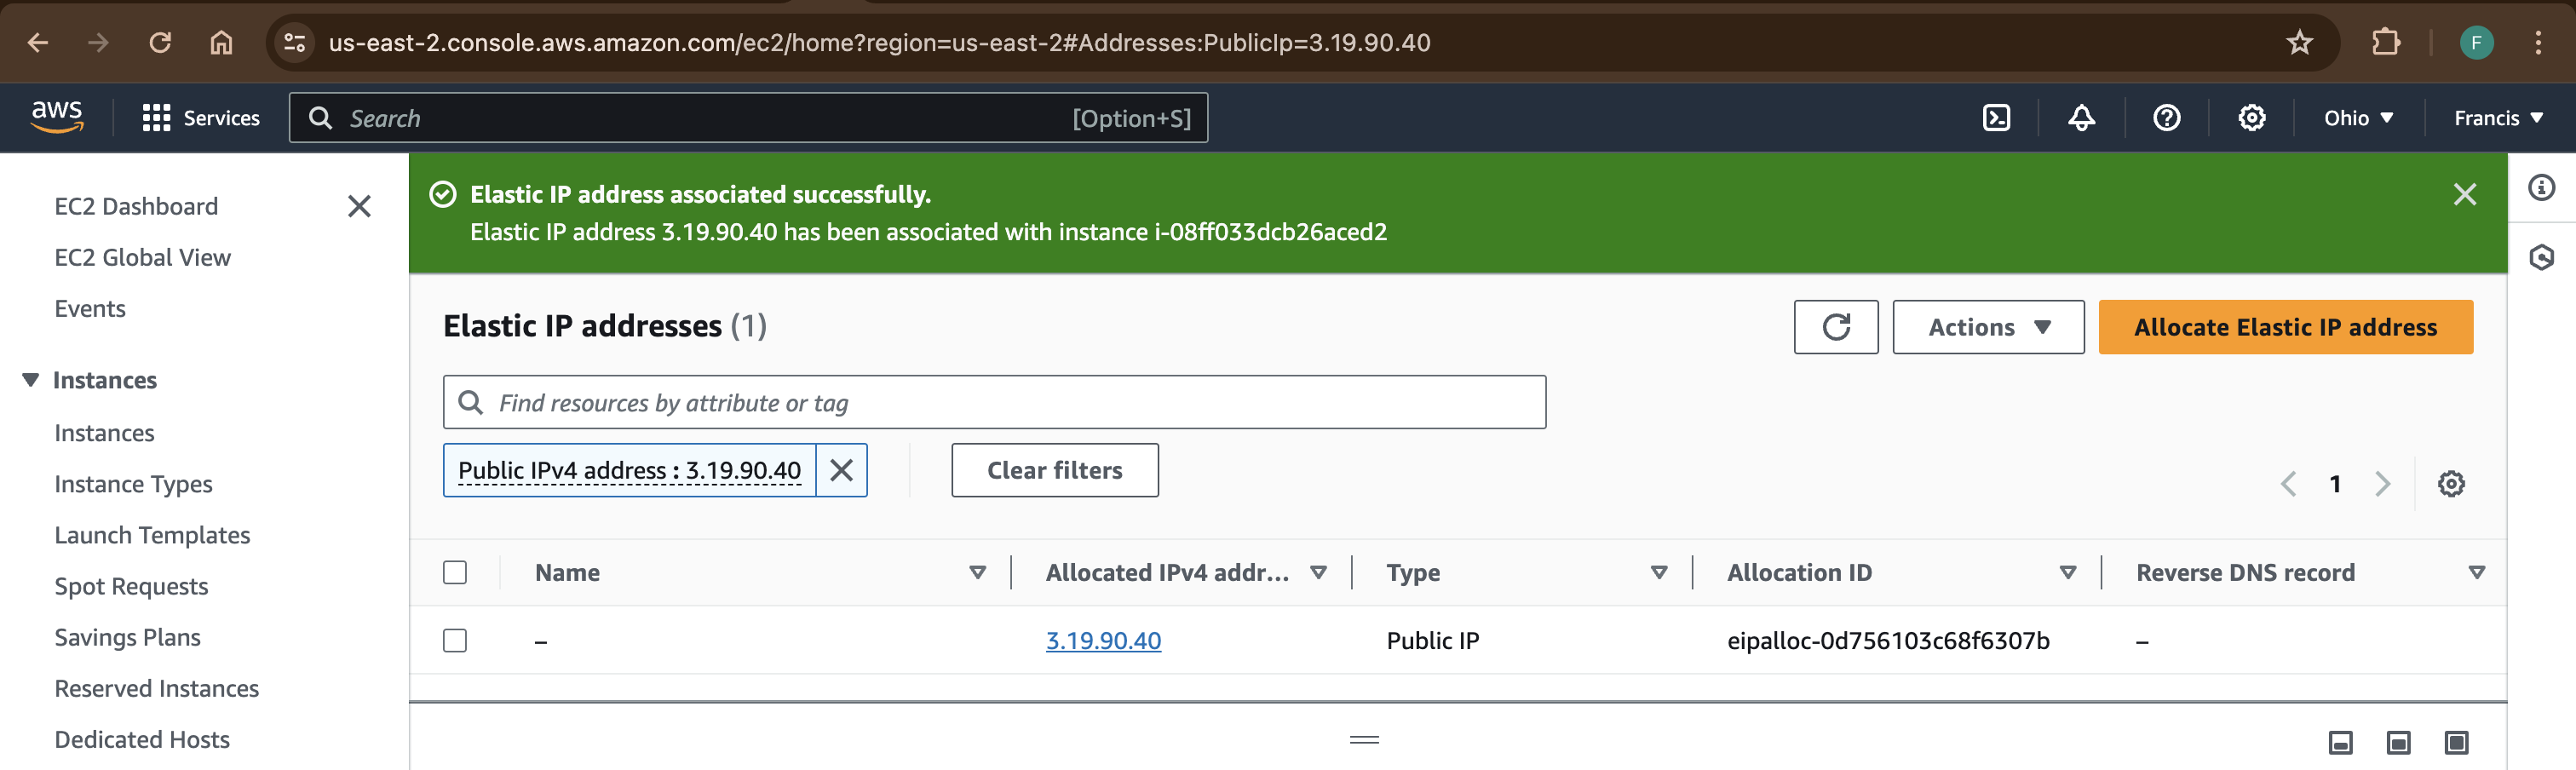 us-east-2.console.aws.amazon.com/ec2/home?region=us-east-2#Addresses:PublicIp=3.19.90.40
F
aws
Services
Search
[Option+S]
Ohio
Francis
EC2 Dashboard
EC2 Global View
Events
Instances
Instances
Instance Types
Launch Templates
Spot Requests
Savings Plans
Reserved Instances
Dedicated Hosts
Elastic IP address associated successfully.
Elastic IP address 3.19.90.40 has been associated with instance i-08ff033dcb26aced2
Elastic IP addresses (1)
Actions
Allocate Elastic IP address
Find resources by attribute or tag
Public IPv4 address : 3.19.90.40
Clear filters
1
Name
Allocated IPv4 addr...
Type
Allocation ID
Reverse DNS record
–
3.19.90.40
Public IP
eipalloc-0d756103c68f6307b
–